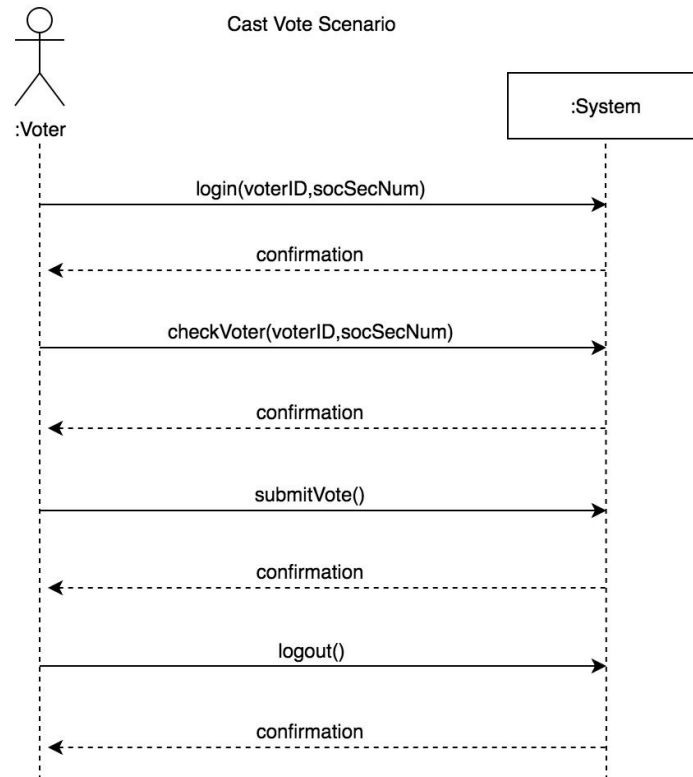 Cast Vote Scenario
:System
:Voter
login(voterID,socSecNum)
confirmation
checkVoter(voterID,socSecNum)
confirmation
submitVote()
confirmation
logout()
confirmation